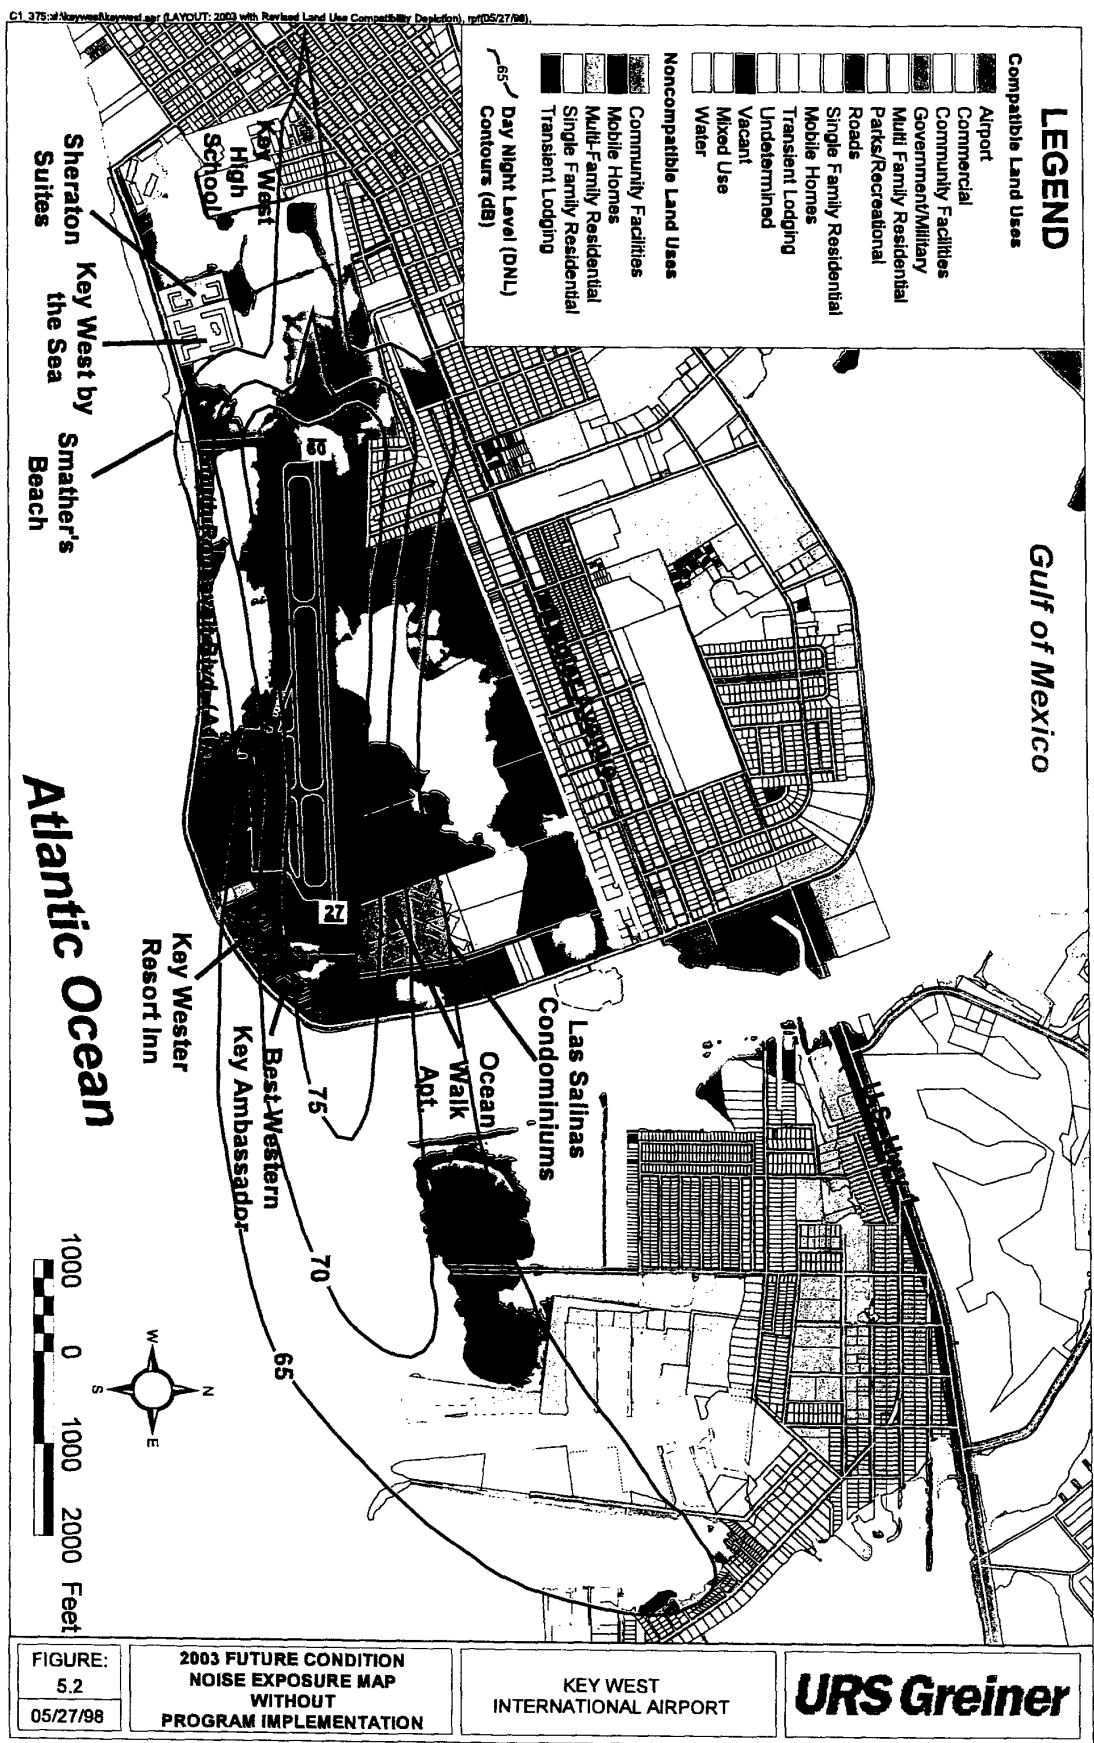 C1_375:x:\keywest\keywest.apr (LAYOUT: 2003 with Revised Land Use Compatibility Depiction), rpf(05/27/98),
LEGEND
Compatible Land Uses
Airport
Commercial
Community Facilities
Government/Military
Multi Family Residential
Parks/Recreational
Roads
Single Family Residential
Mobile Homes
Transient Lodging
Undetermined
Vacant
Mixed Use
Water
Noncompatible Land Uses
Community Facilities
Mobile Homes
Multi-Family Residential
Single Family Residential
Transient Lodging
65
Day Night Level (DNL)
Contours (dB)
Gulf of Mexico
Key West
High
School
Sheraton
Suites
Key West by
the Sea
Smather's
Beach
27
Key Wester
Resort Inn
Best Western
Key Ambassador
Ocean
Walk
Apt.
Las Salinas
Condominiums
75
70
65
Atlantic Ocean
1000 0 1000 2000 Feet
W
N
S
E
FIGURE:
5.2
05/27/98
2003 FUTURE CONDITION
NOISE EXPOSURE MAP
WITHOUT
PROGRAM IMPLEMENTATION
KEY WEST
INTERNATIONAL AIRPORT
URS Greiner